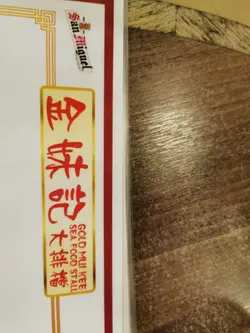 San Miguel
金妹記
大排檔
GOLD MUI KEE
SEA FOOD STALL